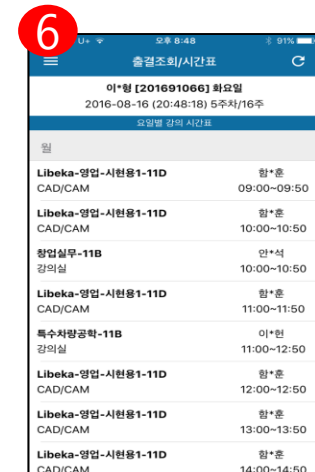 6
U+ 오후 8:48 91%
출결조회/시간표
이*형 [201691066] 화요일
2016-08-16 (20:48:18) 5주차/16주
요일별 강의 시간표
월
Libeka-영업-시현용1-11D 함*훈
CAD/CAM 09:00~09:50
Libeka-영업-시현용1-11D 함*훈
CAD/CAM 10:00~10:50
창업실무-11B 안*석
강의실 10:00~10:50
Libeka-영업-시현용1-11D 함*훈
CAD/CAM 11:00~11:50
특수차량공학-11B 이*헌
강의실 11:00~12:50
Libeka-영업-시현용1-11D 함*훈
CAD/CAM 12:00~12:50
Libeka-영업-시현용1-11D 함*훈
CAD/CAM 13:00~13:50
Libeka-영업-시현용1-11D 함*훈
CAD/CAM 14:00~14:50